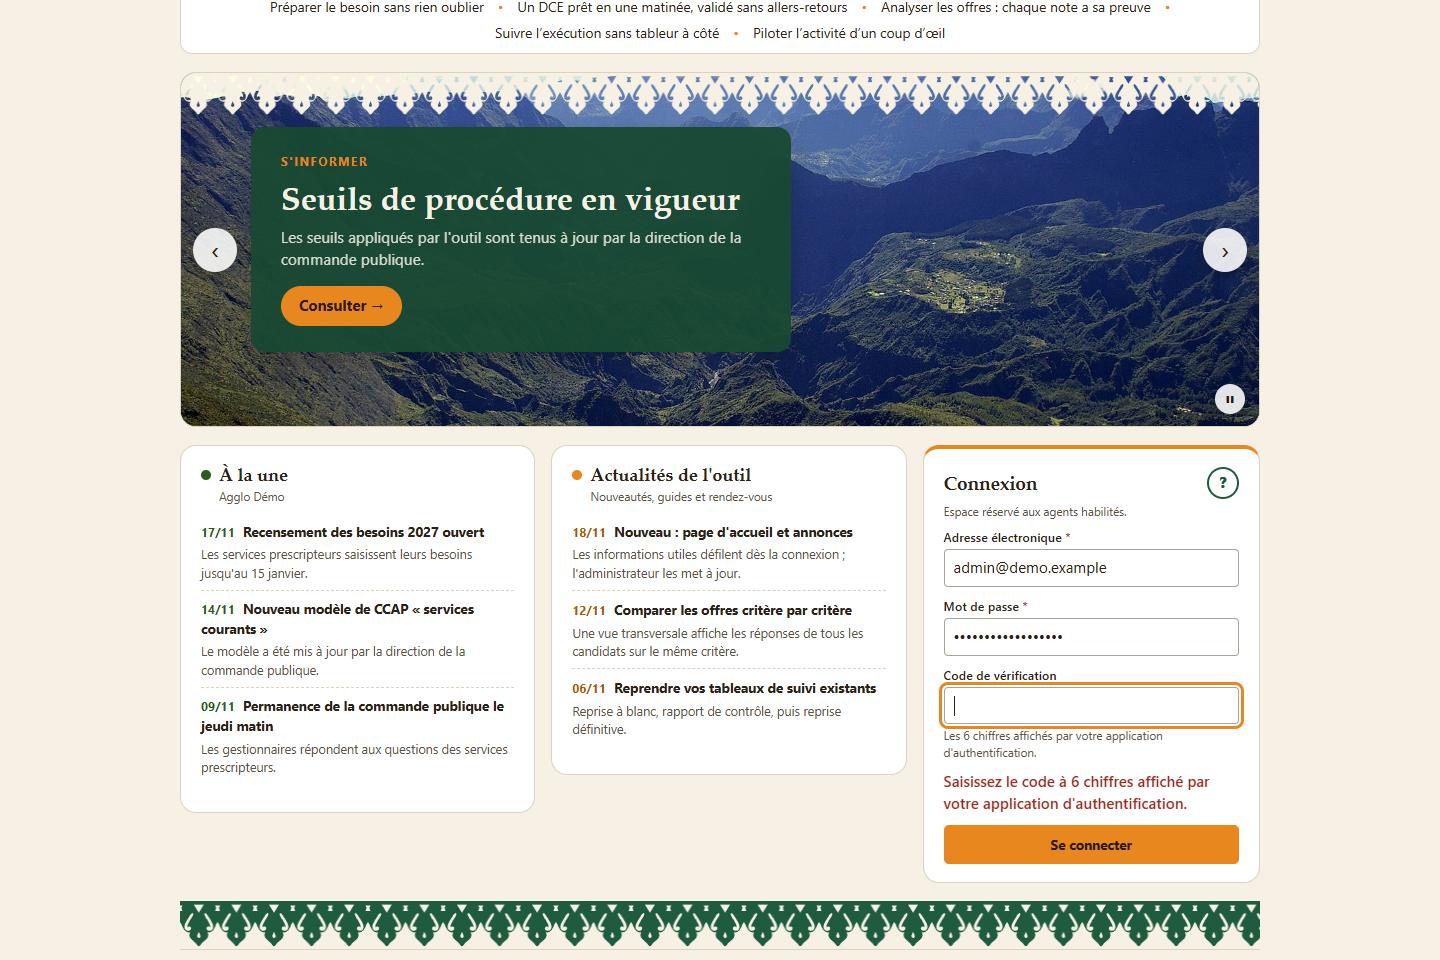 Préparer le besoin sans rien oublier • Un DCE prêt en une matinée, validé sans allers-retours • Analyser les offres : chaque note a sa preuve •
Suivre l’exécution sans tableur à côté • Piloter l’activité d’un coup d’œil
S'INFORMER
Seuils de procédure en vigueur
Les seuils appliqués par l'outil sont tenus à jour par la direction de la
commande publique.
Consulter →
À la une
Agglo Démo
17/11 Recensement des besoins 2027 ouvert
Les services prescripteurs saisissent leurs besoins
jusqu'au 15 janvier.
14/11 Nouveau modèle de CCAP « services
courants »
Le modèle a été mis à jour par la direction de la
commande publique.
09/11 Permanence de la commande publique le
jeudi matin
Les gestionnaires répondent aux questions des services
prescripteurs.
Actualités de l'outil
Nouveautés, guides et rendez-vous
18/11 Nouveau : page d'accueil et annonces
Les informations utiles défilent dès la connexion ;
l'administrateur les met à jour.
12/11 Comparer les offres critère par critère
Une vue transversale affiche les réponses de tous les
candidats sur le même critère.
06/11 Reprendre vos tableaux de suivi existants
Reprise à blanc, rapport de contrôle, puis reprise
définitive.
Connexion
?
Espace réservé aux agents habilités.
Adresse électronique *
admin@demo.example
Mot de passe *
••••••••••••••••••
Code de vérification
Les 6 chiffres affichés par votre application
d'authentification.
Saisissez le code à 6 chiffres affiché par
votre application d'authentification.
Se connecter